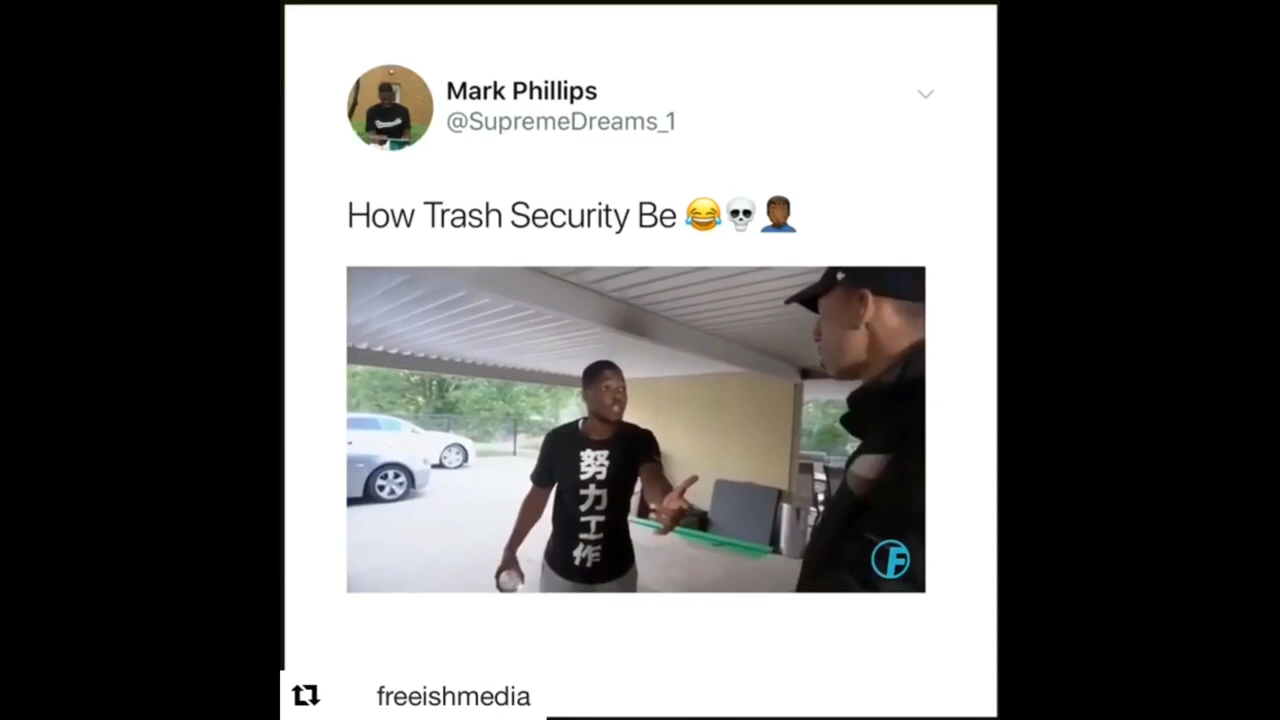 Mark Phillips
@SupremeDreams_1
How Trash Security Be 😂💀🤦🏾‍♂️
努
力
工
作
F
freeishmedia